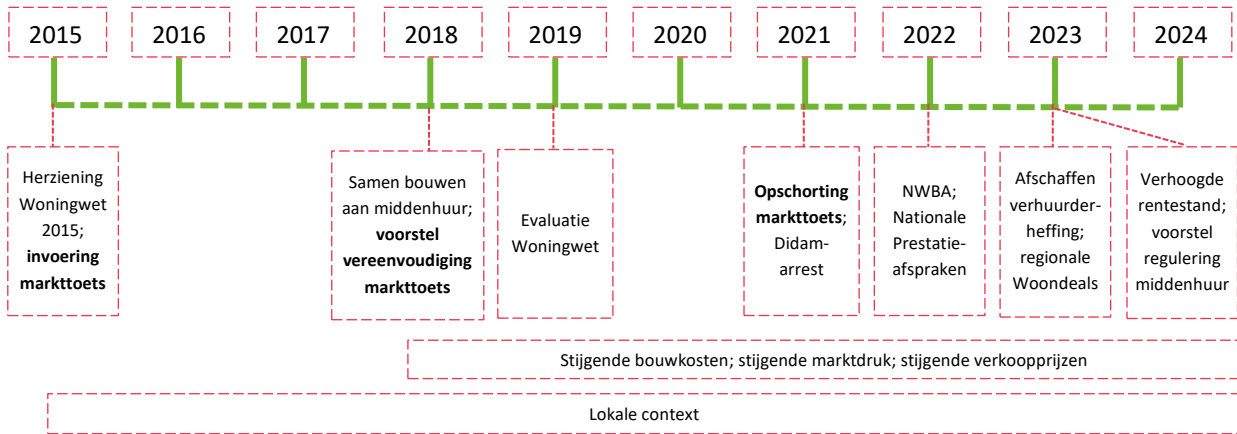 2015 2016 2017 2018 2019 2020 2021 2022 2023 2024
Herziening
Woningwet
2015;
invoering
markttoets
Samen bouwen
aan middenhuur;
voorstel
vereenvoudiging
markttoets
Evaluatie
Woningwet
Opschorting
markttoets;
Didam-
arrest
NWBA;
Nationale
Prestatie-
afspraken
Afschaffen
verhuurder-
heffing;
regionale
Woondeals
Verhoogde
rentestand;
voorstel
regulering
middenhuur
Stijgende bouwkosten; stijgende marktdruk; stijgende verkoopprijzen
Lokale context